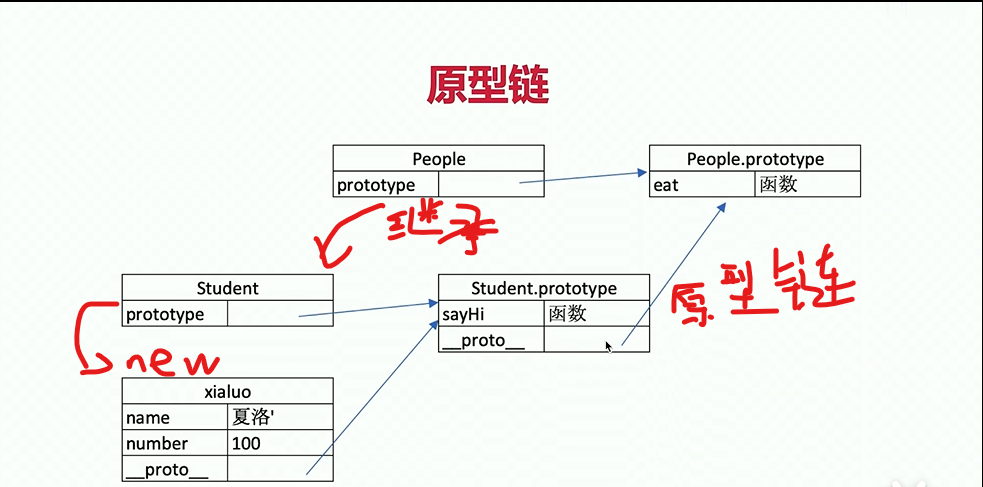 原型链
People
People.prototype
prototype
eat
函数
继承
Student
Student.prototype
prototype
sayHi
函数
原型链
__proto__
new
xialuo
name
夏洛'
number
100
__proto__